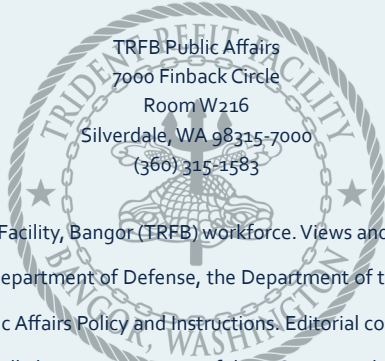 TRFB Public Affairs
7000 Finback Circle
Room W216
Silverdale, WA 98315-7000
(360) 315-1583
TRIDENT REFIT FACILITY
Facility, Bangor (TRFB) workforce. Views and
epartment of Defense, the Department of t
c Affairs Policy and Instructions. Editorial co
BANGOR, WASHINGTON